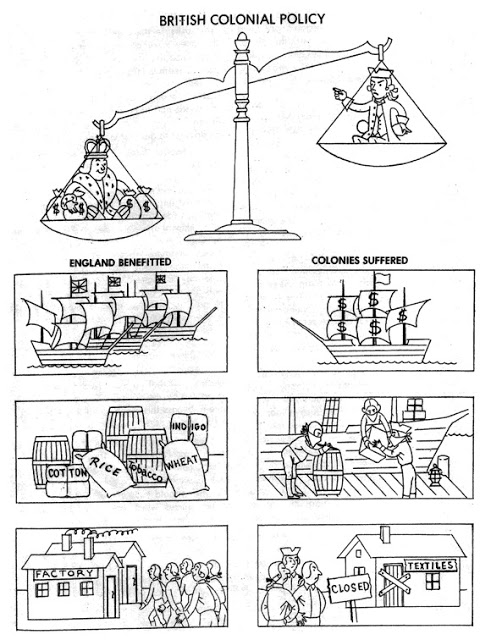 BRITISH COLONIAL POLICY
$ $ $ $
ENGLAND BENEFITTED
COLONIES SUFFERED
$ $
$ $ $
INDIGO
COTTON RICE Tobacco WHEAT
FACTORY
TEXTILES
CLOSED